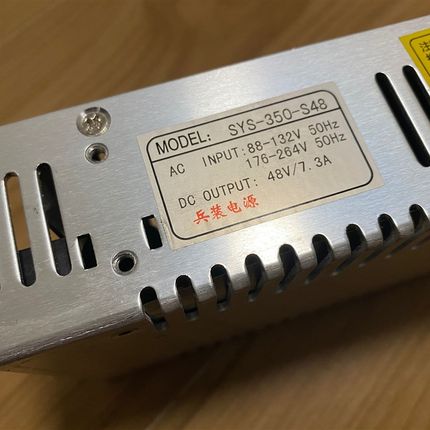 MODEL: SYS-350-S48
AC INPUT: 88-132V 50Hz
176-264V 50Hz
DC OUTPUT: 48V/7.3A
兵装电源
注